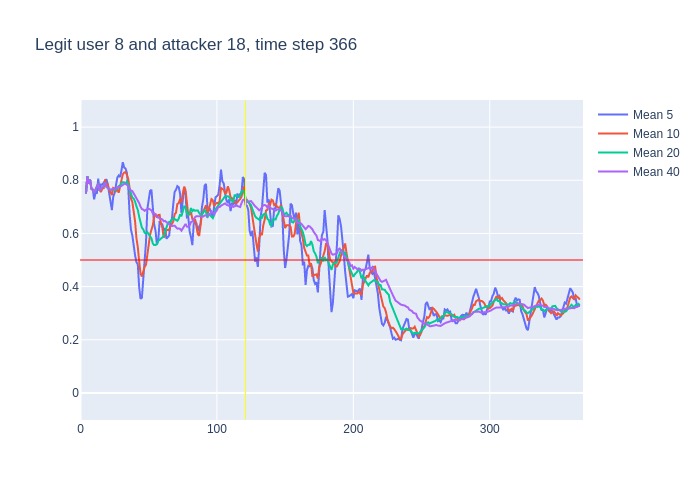 Legit user 8 and attacker 18, time step 366
Mean 5
Mean 10
Mean 20
Mean 40
1
0.8
0.6
0.4
0.2
0
0 100 200 300